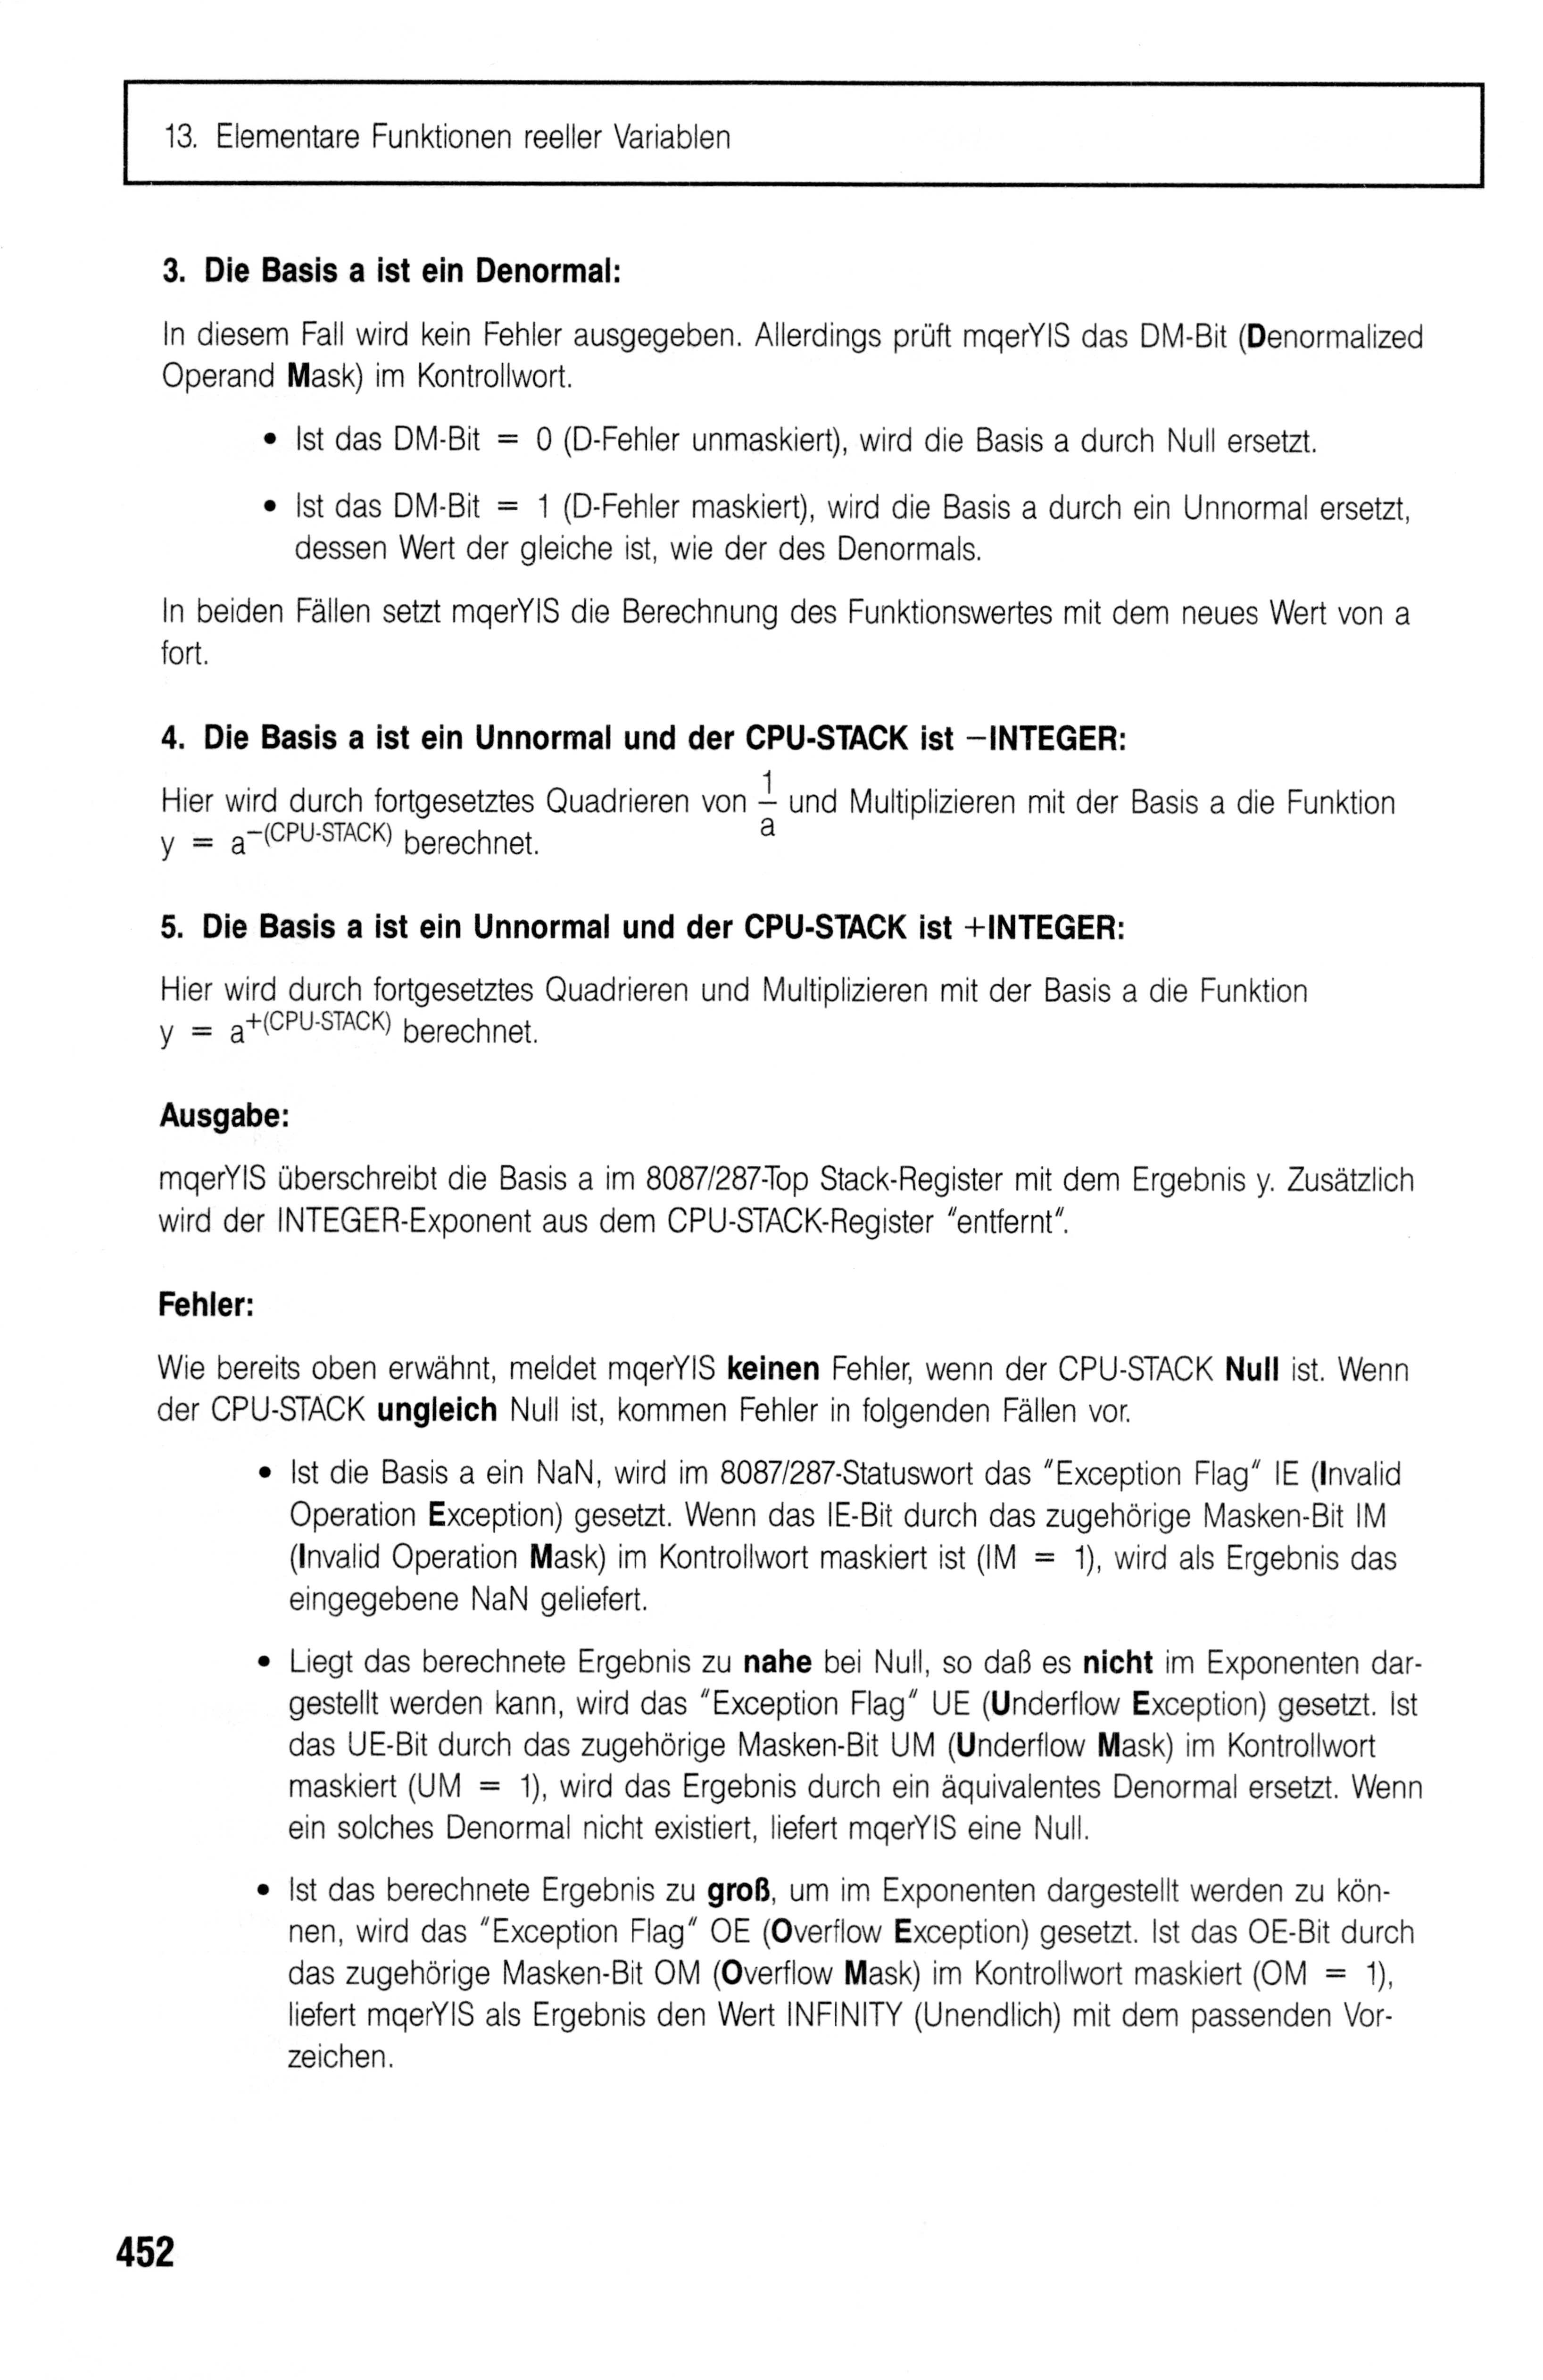 13. Elementare Funktionen reeller Variablen
3. Die Basis a ist ein Denormal:
In diesem Fall wird kein Fehler ausgegeben. Allerdings prüft mqerYIS das DM-Bit (Denormalized
Operand Mask) im Kontrollwort.
• Ist das DM-Bit = 0 (D-Fehler unmaskiert), wird die Basis a durch Null ersetzt.
• Ist das DM-Bit = 1 (D-Fehler maskiert), wird die Basis a durch ein Unnormal ersetzt,
dessen Wert der gleiche ist, wie der des Denormals.
In beiden Fällen setzt mqerYIS die Berechnung des Funktionswertes mit dem neues Wert von a
fort.
4. Die Basis a ist ein Unnormal und der CPU-STACK ist −INTEGER:
Hier wird durch fortgesetztes Quadrieren von 1/a und Multiplizieren mit der Basis a die Funktion
y = a^−(CPU-STACK) berechnet.
5. Die Basis a ist ein Unnormal und der CPU-STACK ist +INTEGER:
Hier wird durch fortgesetztes Quadrieren und Multiplizieren mit der Basis a die Funktion
y = a^+(CPU-STACK) berechnet.
Ausgabe:
mqerYIS überschreibt die Basis a im 8087/287-Top Stack-Register mit dem Ergebnis y. Zusätzlich
wird der INTEGER-Exponent aus dem CPU-STACK-Register "entfernt".
Fehler:
Wie bereits oben erwähnt, meldet mqerYIS keinen Fehler, wenn der CPU-STACK Null ist. Wenn
der CPU-STACK ungleich Null ist, kommen Fehler in folgenden Fällen vor.
• Ist die Basis a ein NaN, wird im 8087/287-Statuswort das "Exception Flag" IE (Invalid
Operation Exception) gesetzt. Wenn das IE-Bit durch das zugehörige Masken-Bit IM
(Invalid Operation Mask) im Kontrollwort maskiert ist (IM = 1), wird als Ergebnis das
eingegebene NaN geliefert.
• Liegt das berechnete Ergebnis zu nahe bei Null, so daß es nicht im Exponenten dar-
gestellt werden kann, wird das "Exception Flag" UE (Underflow Exception) gesetzt. Ist
das UE-Bit durch das zugehörige Masken-Bit UM (Underflow Mask) im Kontrollwort
maskiert (UM = 1), wird das Ergebnis durch ein äquivalentes Denormal ersetzt. Wenn
ein solches Denormal nicht existiert, liefert mqerYIS eine Null.
• Ist das berechnete Ergebnis zu groß, um im Exponenten dargestellt werden zu kön-
nen, wird das "Exception Flag" OE (Overflow Exception) gesetzt. Ist das OE-Bit durch
das zugehörige Masken-Bit OM (Overflow Mask) im Kontrollwort maskiert (OM = 1),
liefert mqerYIS als Ergebnis den Wert INFINITY (Unendlich) mit dem passenden Vor-
zeichen.
452